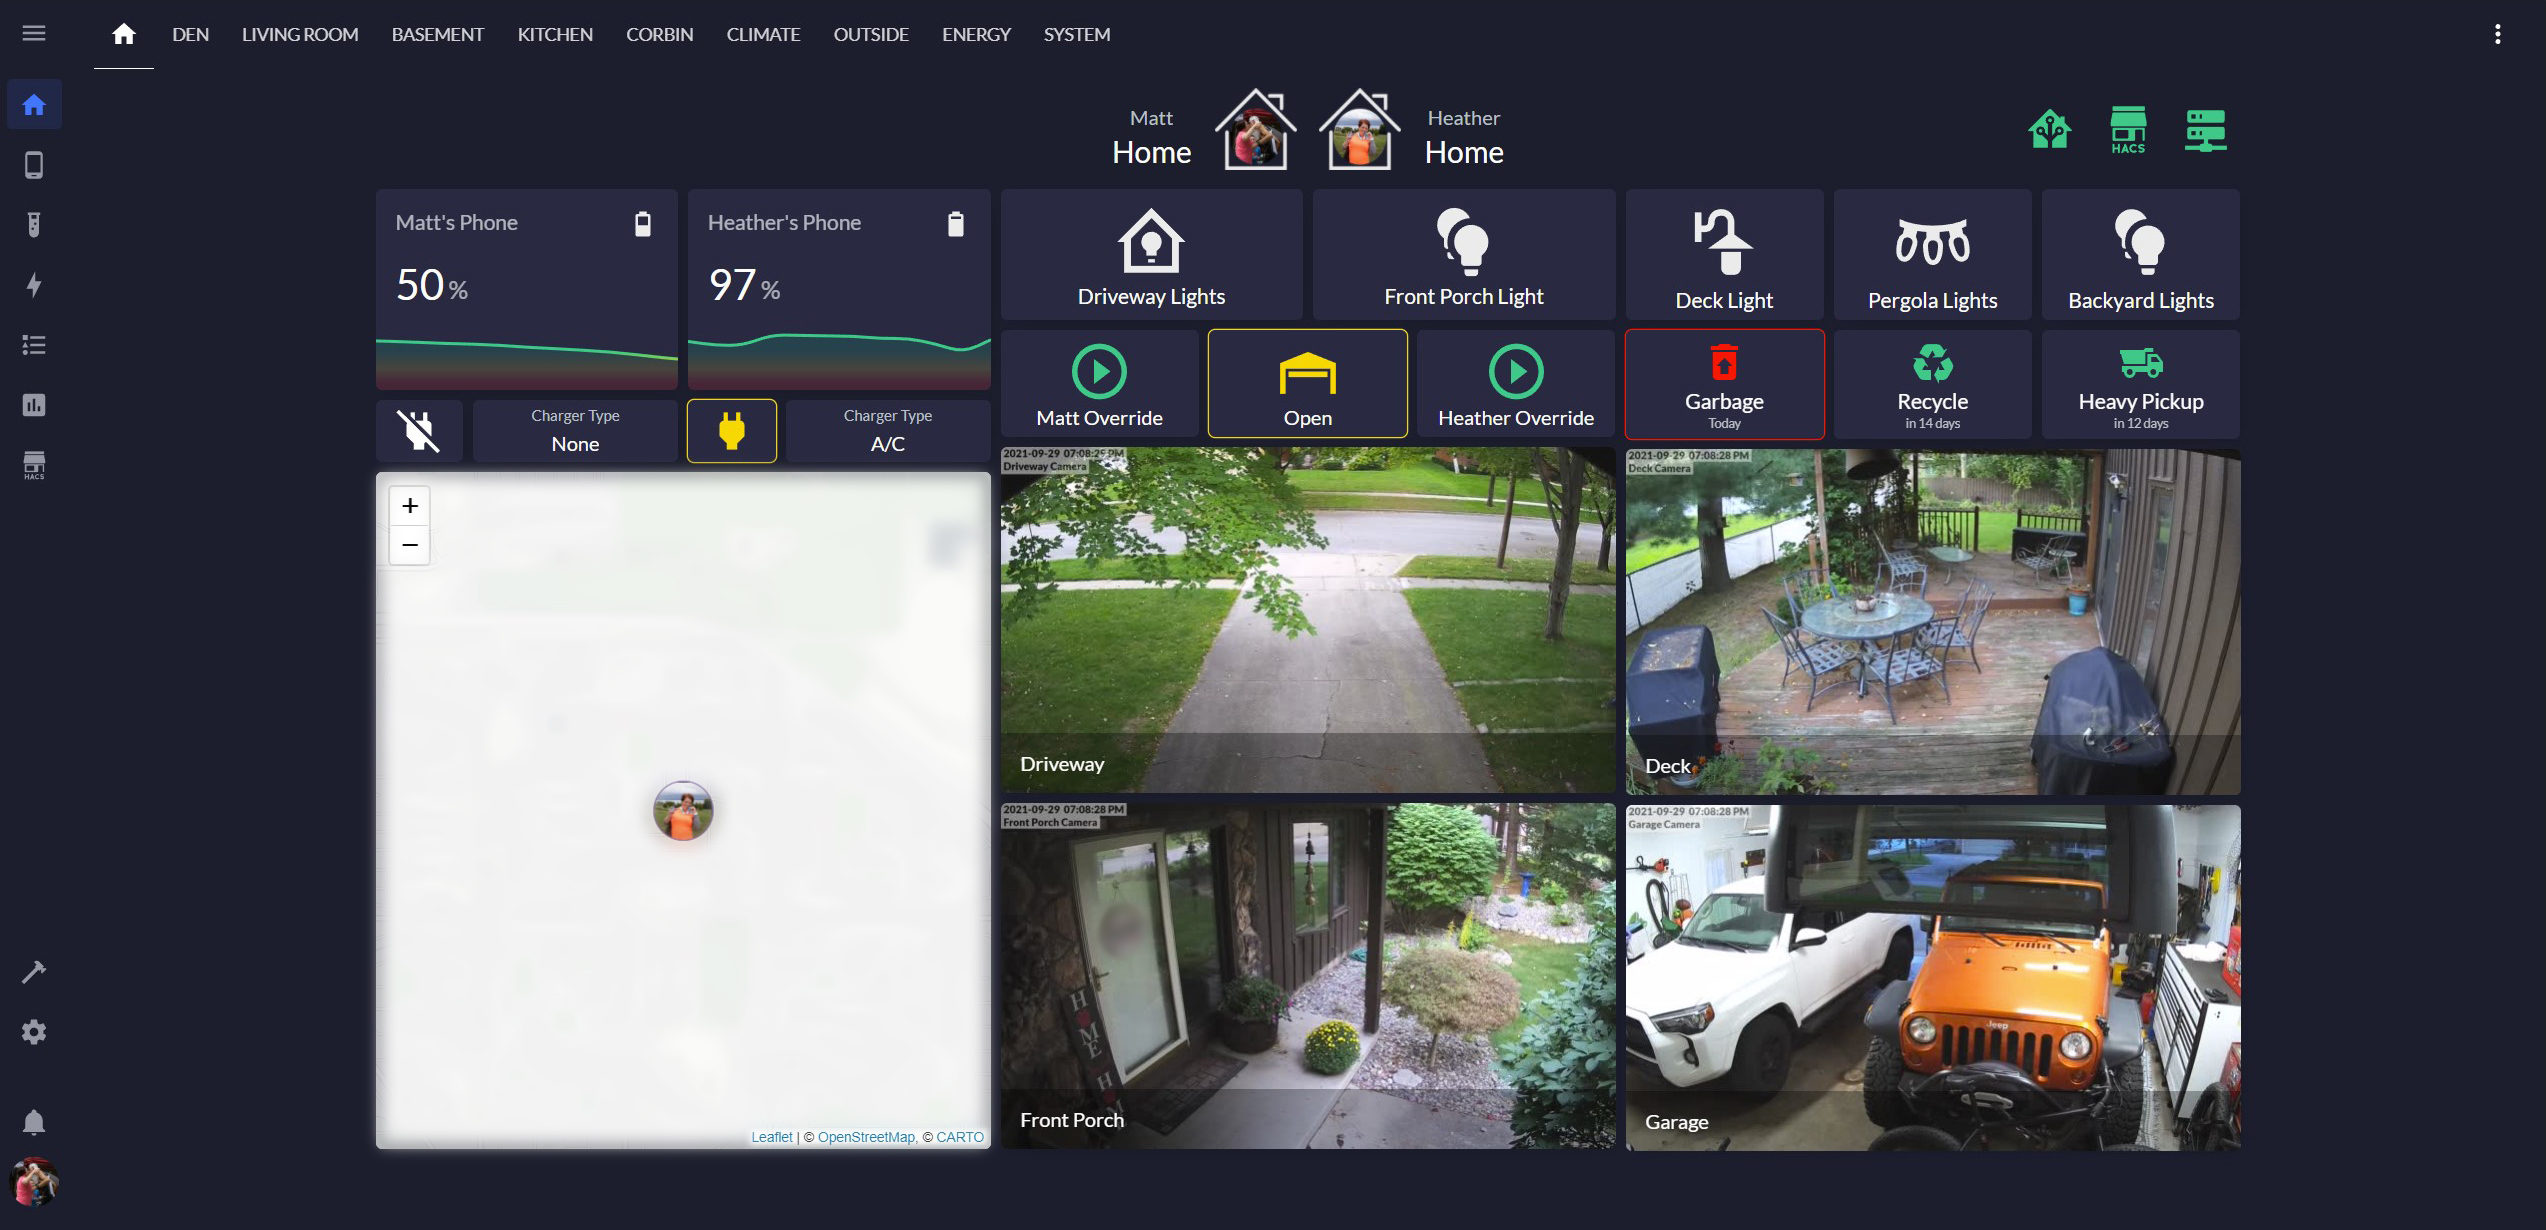 DEN LIVING ROOM BASEMENT KITCHEN CORBIN CLIMATE OUTSIDE ENERGY SYSTEM
Matt
Home
Heather
Home
HACS
Matt's Phone
50 %
Heather's Phone
97 %
Driveway Lights
Front Porch Light
Deck Light
Pergola Lights
Backyard Lights
Matt Override
Open
Heather Override
Garbage
Today
Recycle
in 14 days
Heavy Pickup
in 12 days
Charger Type
None
Charger Type
A/C
HACS
+
−
Leaflet | © OpenStreetMap, © CARTO
2021-09-29 07:08:29 PM
Driveway Camera
Driveway
2021-09-29 07:08:28 PM
Deck Camera
Deck
2021-09-29 07:08:28 PM
Front Porch Camera
HOME
Front Porch
2021-09-29 07:08:28 PM
Garage Camera
Jeep
Garage